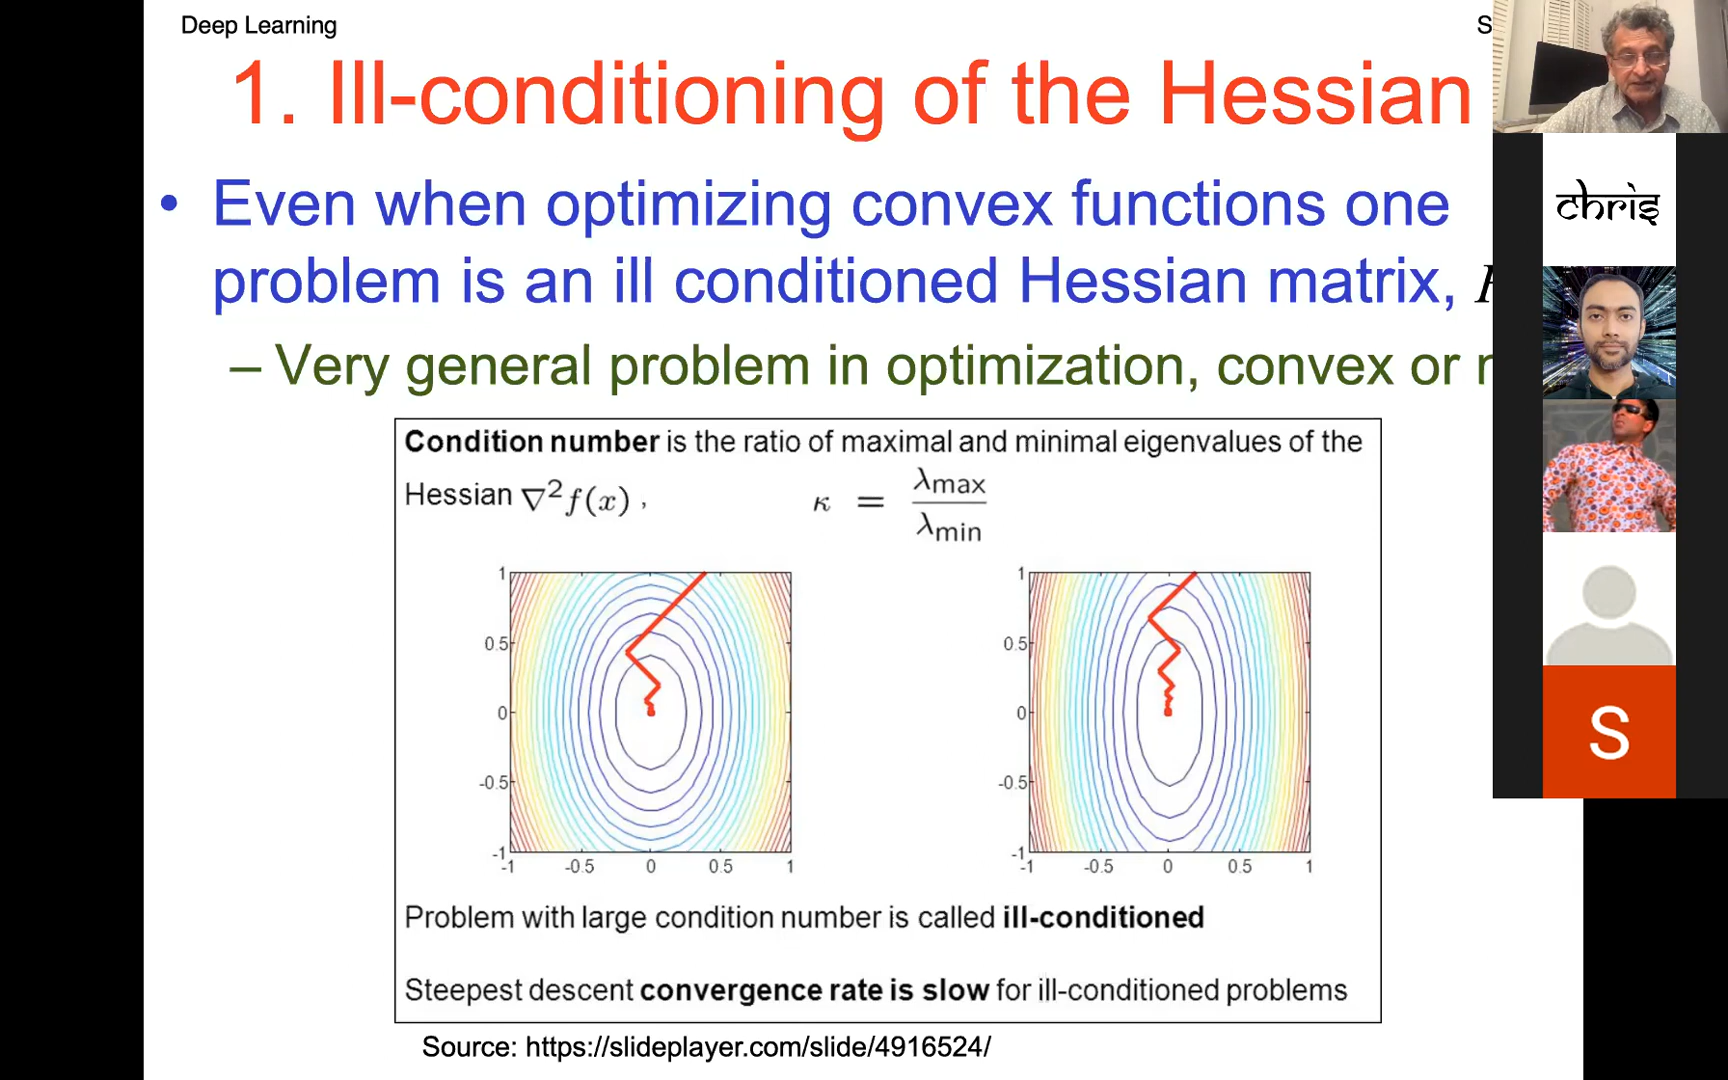 Deep Learning
S
1. Ill-conditioning of the Hessian
• Even when optimizing convex functions one
problem is an ill conditioned Hessian matrix,
– Very general problem in optimization, convex or
Condition number is the ratio of maximal and minimal eigenvalues of the
Hessian ∇²f(x) ,
κ = λmax / λmin
1
0.5
0
-0.5
-1
-1 -0.5 0 0.5 1
1
0.5
0
-0.5
-1
-1 -0.5 0 0.5 1
Problem with large condition number is called ill-conditioned
Steepest descent convergence rate is slow for ill-conditioned problems
Source: https://slideplayer.com/slide/4916524/
chris
S